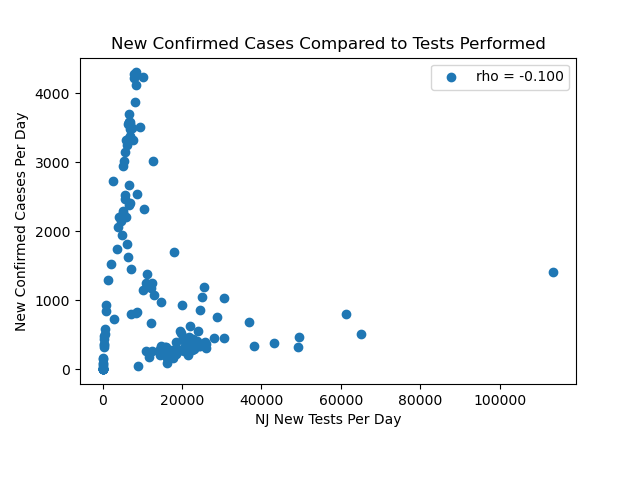 New Confirmed Cases Compared to Tests Performed
rho = -0.100
New Confirmed Caeses Per Day
4000
3000
2000
1000
0
0 20000 40000 60000 80000 100000
NJ New Tests Per Day